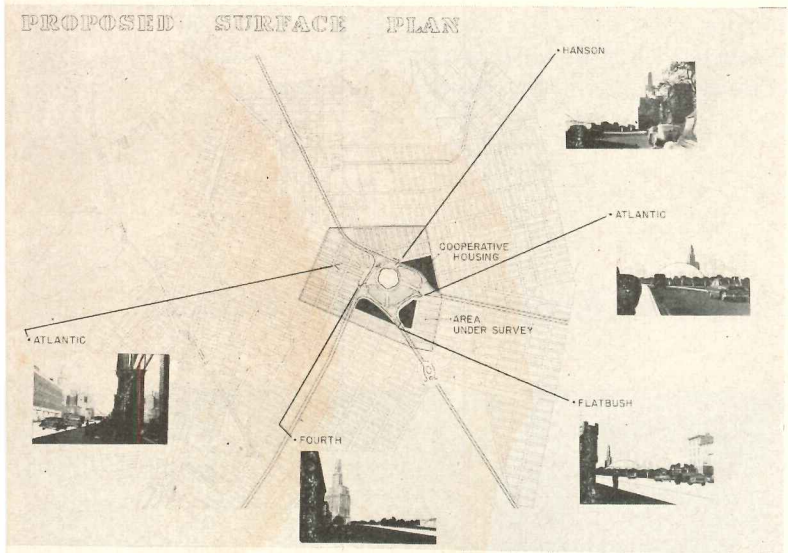 PROPOSED SURFACE PLAN
HANSON
ATLANTIC
COOPERATIVE
HOUSING
AREA
UNDER SURVEY
ATLANTIC
FLATBUSH
FOURTH